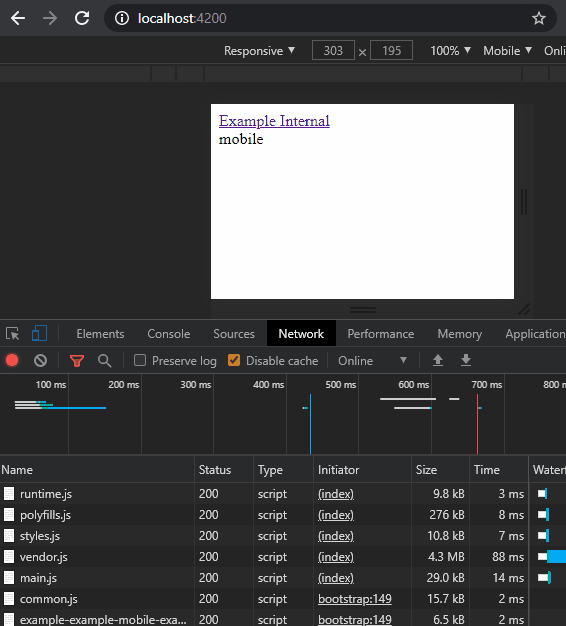 localhost:4200
Responsive ▼ 303 × 195 100% ▼ Mobile ▼ Onli
Example Internal
mobile
Elements Console Sources Network Performance Memory Application
Preserve log Disable cache Online ▼
100 ms 200 ms 300 ms 400 ms 500 ms 600 ms 700 ms 800 m
Name Status Type Initiator Size Time Watert
runtime.js 200 script (index) 9.8 kB 3 ms
polyfills.js 200 script (index) 276 kB 8 ms
styles.js 200 script (index) 10.8 kB 7 ms
vendor.js 200 script (index) 4.3 MB 88 ms
main.js 200 script (index) 29.0 kB 14 ms
common.js 200 script bootstrap:149 15.7 kB 2 ms
example-example-mobile-exa... 200 script bootstrap:149 6.5 kB 2 ms